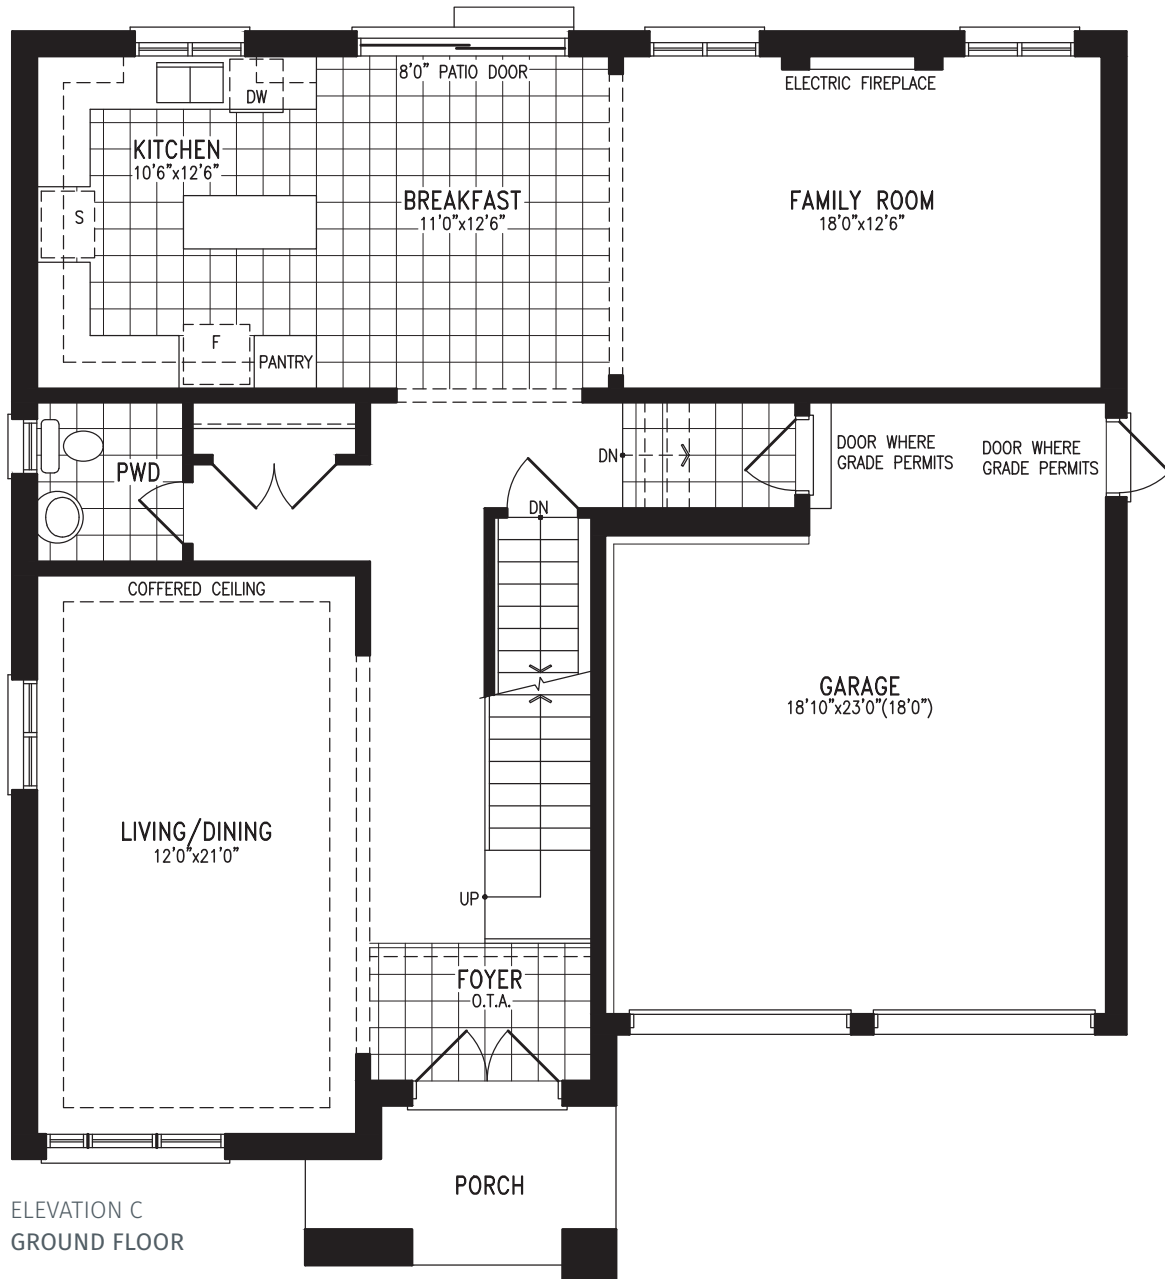 8'0" PATIO DOOR
ELECTRIC FIREPLACE
DW
KITCHEN
10'6"x12'6"
BREAKFAST
11'0"x12'6"
FAMILY ROOM
18'0"x12'6"
S
F
PANTRY
PWD
DN
DOOR WHERE
GRADE PERMITS
DOOR WHERE
GRADE PERMITS
DN
COFFERED CEILING
GARAGE
18'10"x23'0"(18'0")
LIVING/DINING
12'0"x21'0"
UP
FOYER
O.T.A.
PORCH
ELEVATION C
GROUND FLOOR